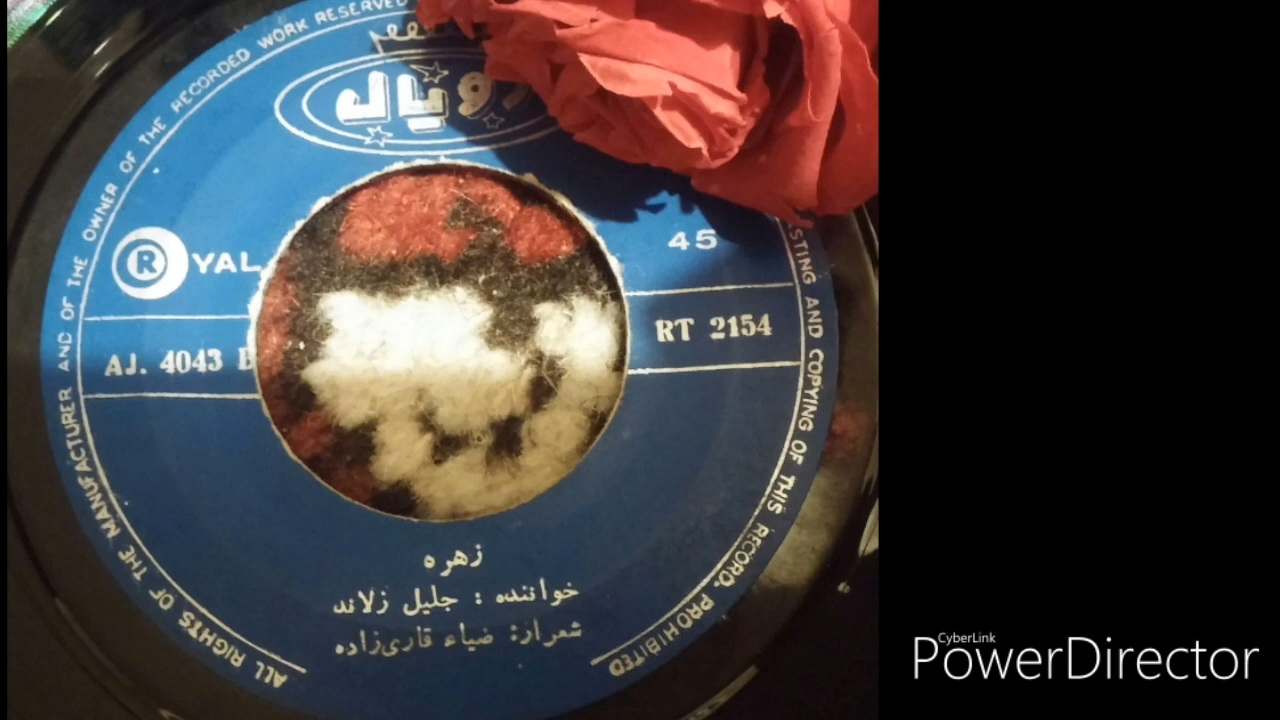 ALL RIGHTS OF THE MANUFACTURER AND OF THE OWNER OF THE RECORDED WORK RESERVED
STING AND COPYING OF THIS RECORD. PROHIBITED
رویال
® YAL
45
AJ. 4043 B
RT 2154
زهره
خواننده : جلیل زلاند
شعراز: ضیاء قاری‌زاده
CyberLink
PowerDirector